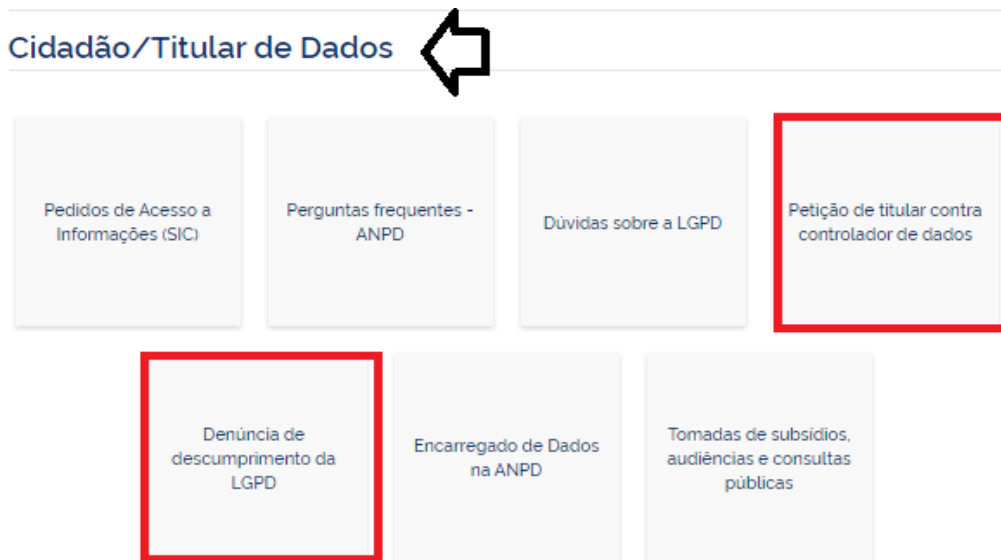 Cidadão/Titular de Dados
Pedidos de Acesso a
Informações (SIC)
Perguntas frequentes -
ANPD
Dúvidas sobre a LGPD
Petição de titular contra
controlador de dados
Denúncia de
descumprimento da
LGPD
Encarregado de Dados
na ANPD
Tomadas de subsídios,
audiências e consultas
públicas